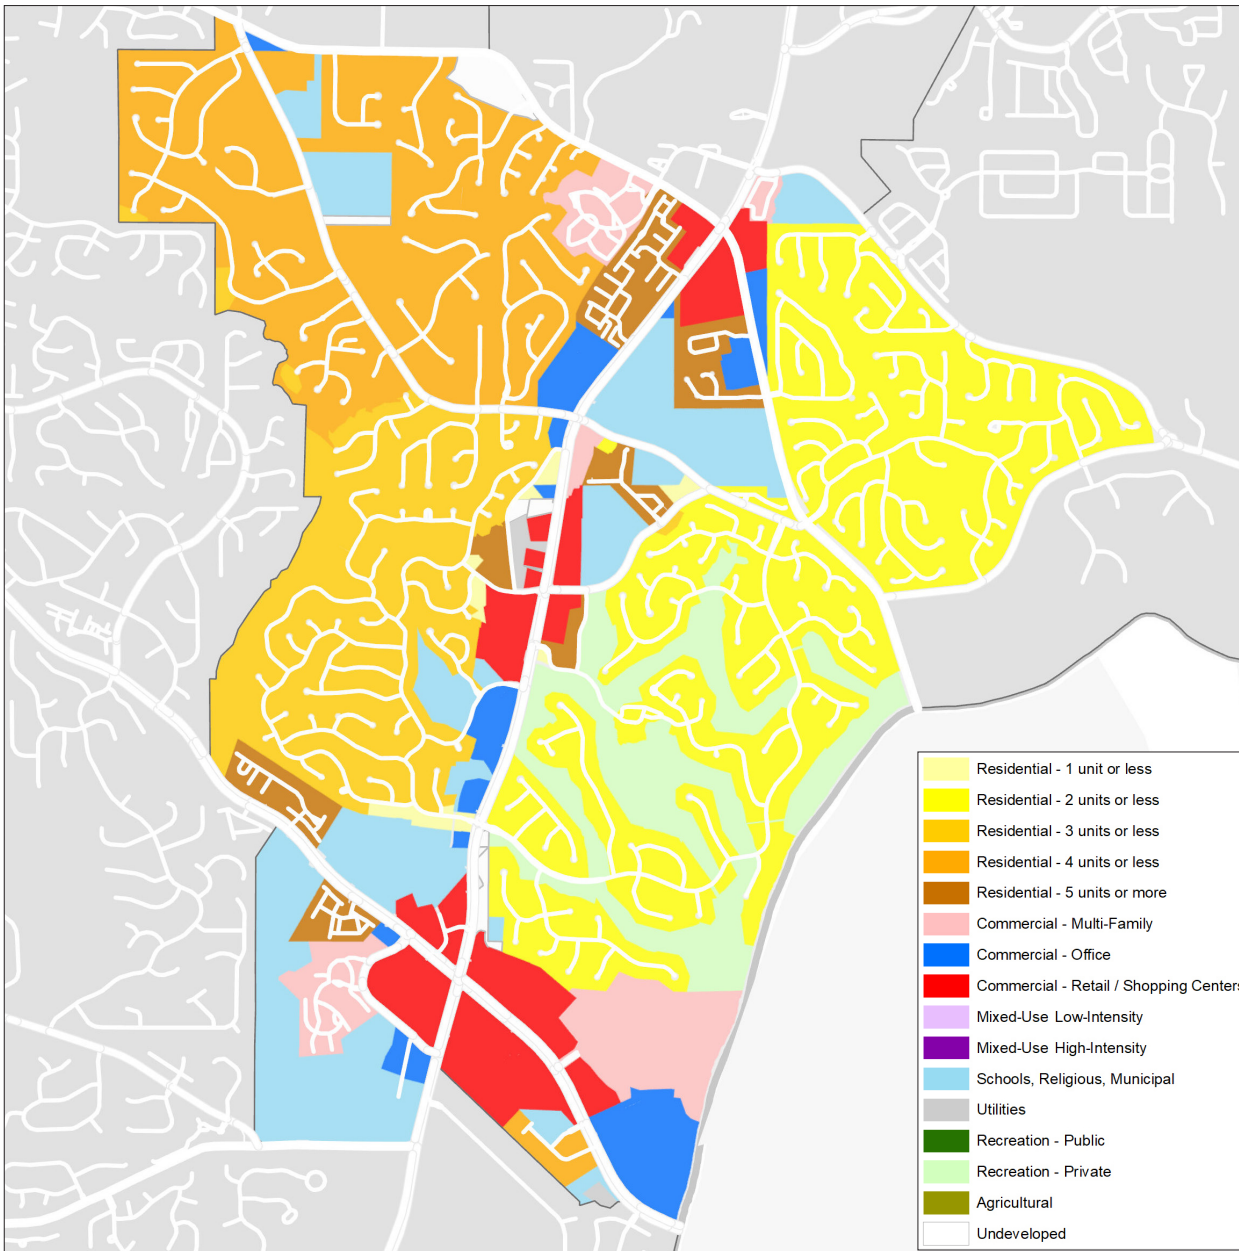 Residential - 1 unit or less
Residential - 2 units or less
Residential - 3 units or less
Residential - 4 units or less
Residential - 5 units or more
Commercial - Multi-Family
Commercial - Office
Commercial - Retail / Shopping Centers
Mixed-Use Low-Intensity
Mixed-Use High-Intensity
Schools, Religious, Municipal
Utilities
Recreation - Public
Recreation - Private
Agricultural
Undeveloped